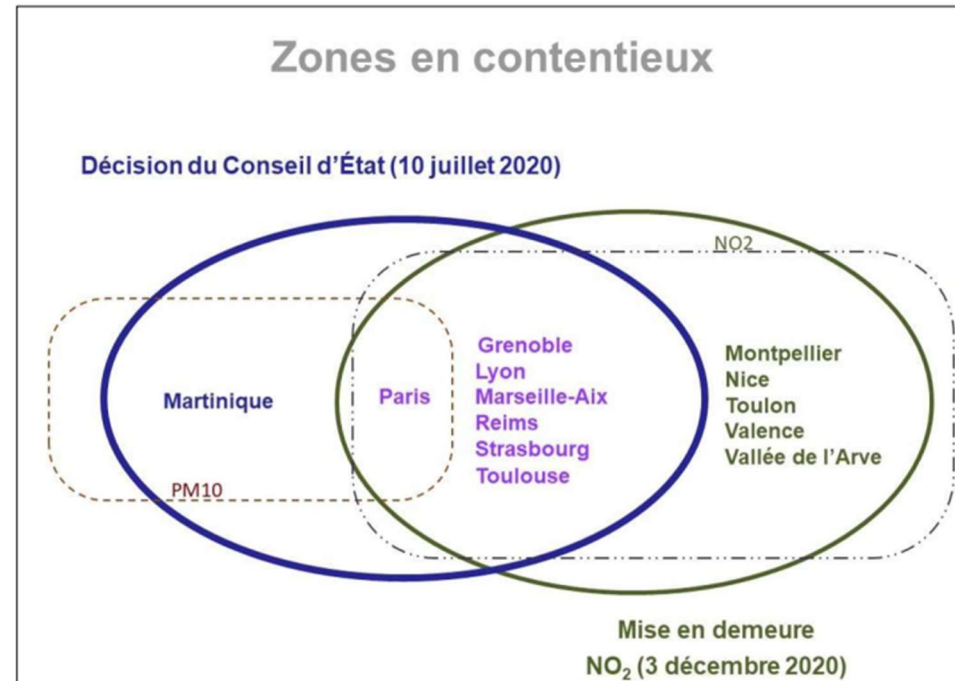 Zones en contentieux
Décision du Conseil d'État (10 juillet 2020)
NO2
Grenoble
Lyon
Marseille-Aix
Reims
Strasbourg
Toulouse
Montpellier
Nice
Toulon
Valence
Vallée de l'Arve
Martinique
Paris
PM10
Mise en demeure
NO₂ (3 décembre 2020)